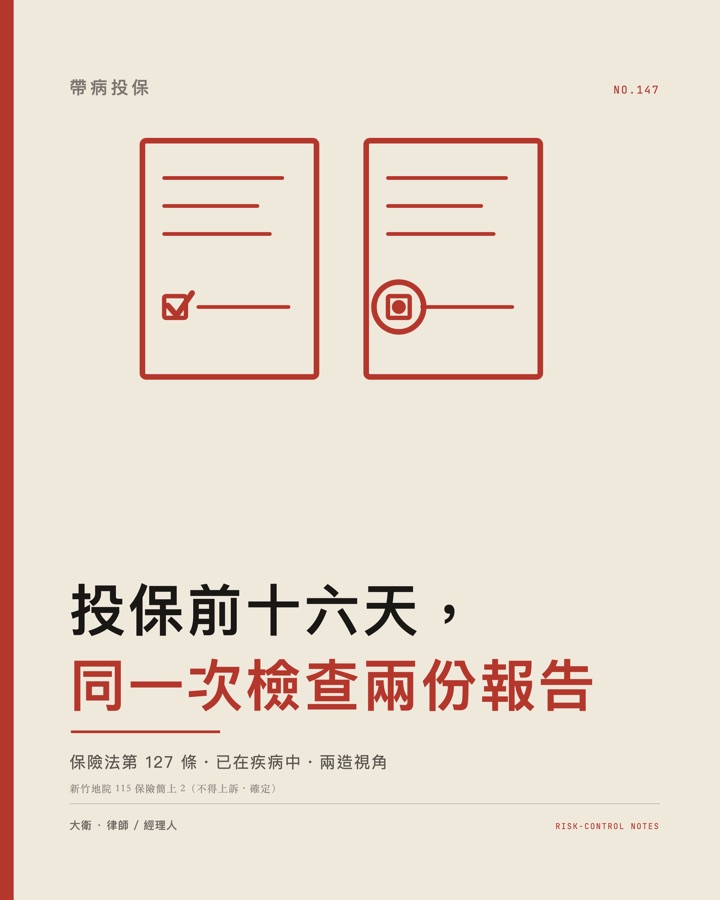 帶病投保
NO.147
投保前十六天，
同一次檢查兩份報告
保險法第 127 條・已在疾病中・兩造視角
新竹地院 115 保險簡上 2（不得上訴・確定）
大衛 · 律師 / 經理人
RISK-CONTROL NOTES